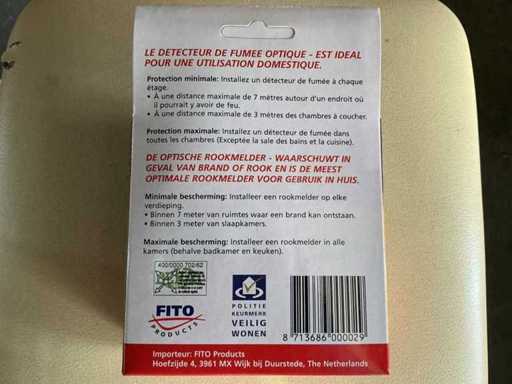 LE DETECTEUR DE FUMEE OPTIQUE - EST IDEAL
POUR UNE UTILISATION DOMESTIQUE.
Protection minimale: Installez un détecteur de fumée à chaque
étage.
• À une distance maximale de 7 mètres autour d'un endroit où
il pourrait y avoir de feu.
• À une distance maximale de 3 mètres des chambres à coucher.
Protection maximale: Installez un détecteur de fumée dans
toutes les chambres (Exceptée la salle des bains et la cuisine).
DE OPTISCHE ROOKMELDER - WAARSCHUWT IN
GEVAL VAN BRAND OF ROOK EN IS DE MEEST
OPTIMALE ROOKMELDER VOOR GEBRUIK IN HUIS.
Minimale bescherming: Installeer een rookmelder op elke
verdieping.
• Binnen 7 meter van ruimtes waar een brand kan ontstaan.
• Binnen 3 meter van slaapkamers.
Maximale bescherming: Installeer een rookmelder in alle
kamers (behalve badkamer en keuken).
400/0000 702/62
FITO
PRODUCTS
POLITIE
KEURMERK
VEILIG
WONEN
8 713686 000029
Importeur: FITO Products
Hoefzijde 4, 3961 MX Wijk bij Duurstede, The Netherlands